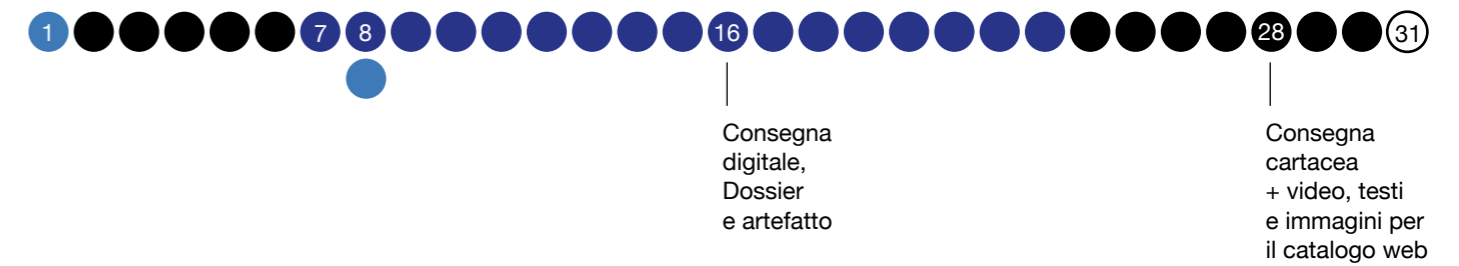 1 7 8 16 28 31
Consegna
digitale,
Dossier
e artefatto
Consegna
cartacea
+ video, testi
e immagini per
il catalogo web